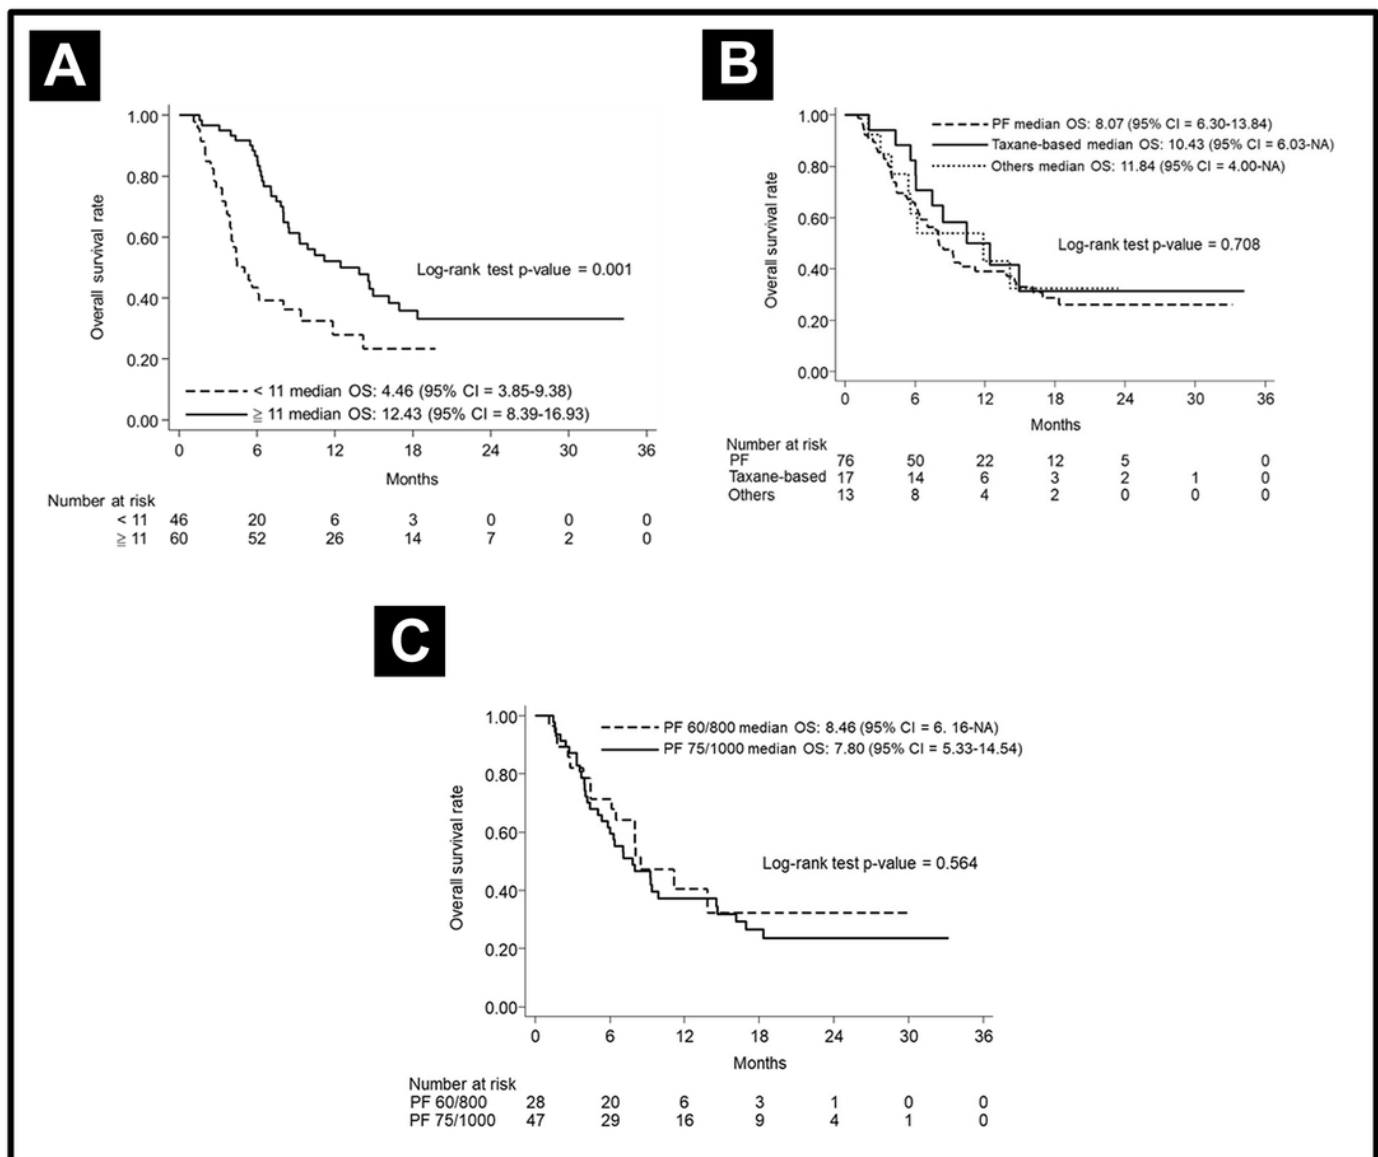 A
1.00
0.80
0.60
0.40
0.20
0.00
Overall survival rate
Log-rank test p-value = 0.001
< 11 median OS: 4.46 (95% CI = 3.85-9.38)
≧ 11 median OS: 12.43 (95% CI = 8.39-16.93)
0 6 12 18 24 30 36
Months
Number at risk
< 11 46 20 6 3 0 0 0
≧ 11 60 52 26 14 7 2 0
B
1.00
0.80
0.60
0.40
0.20
0.00
Overall survival rate
PF median OS: 8.07 (95% CI = 6.30-13.84)
Taxane-based median OS: 10.43 (95% CI = 6.03-NA)
Others median OS: 11.84 (95% CI = 4.00-NA)
Log-rank test p-value = 0.708
0 6 12 18 24 30 36
Months
Number at risk
PF 76 50 22 12 5 0
Taxane-based 17 14 6 3 2 1 0
Others 13 8 4 2 0 0 0
C
1.00
0.80
0.60
0.40
0.20
0.00
Overall survival rate
PF 60/800 median OS: 8.46 (95% CI = 6. 16-NA)
PF 75/1000 median OS: 7.80 (95% CI = 5.33-14.54)
Log-rank test p-value = 0.564
0 6 12 18 24 30 36
Months
Number at risk
PF 60/800 28 20 6 3 1 0 0
PF 75/1000 47 29 16 9 4 1 0